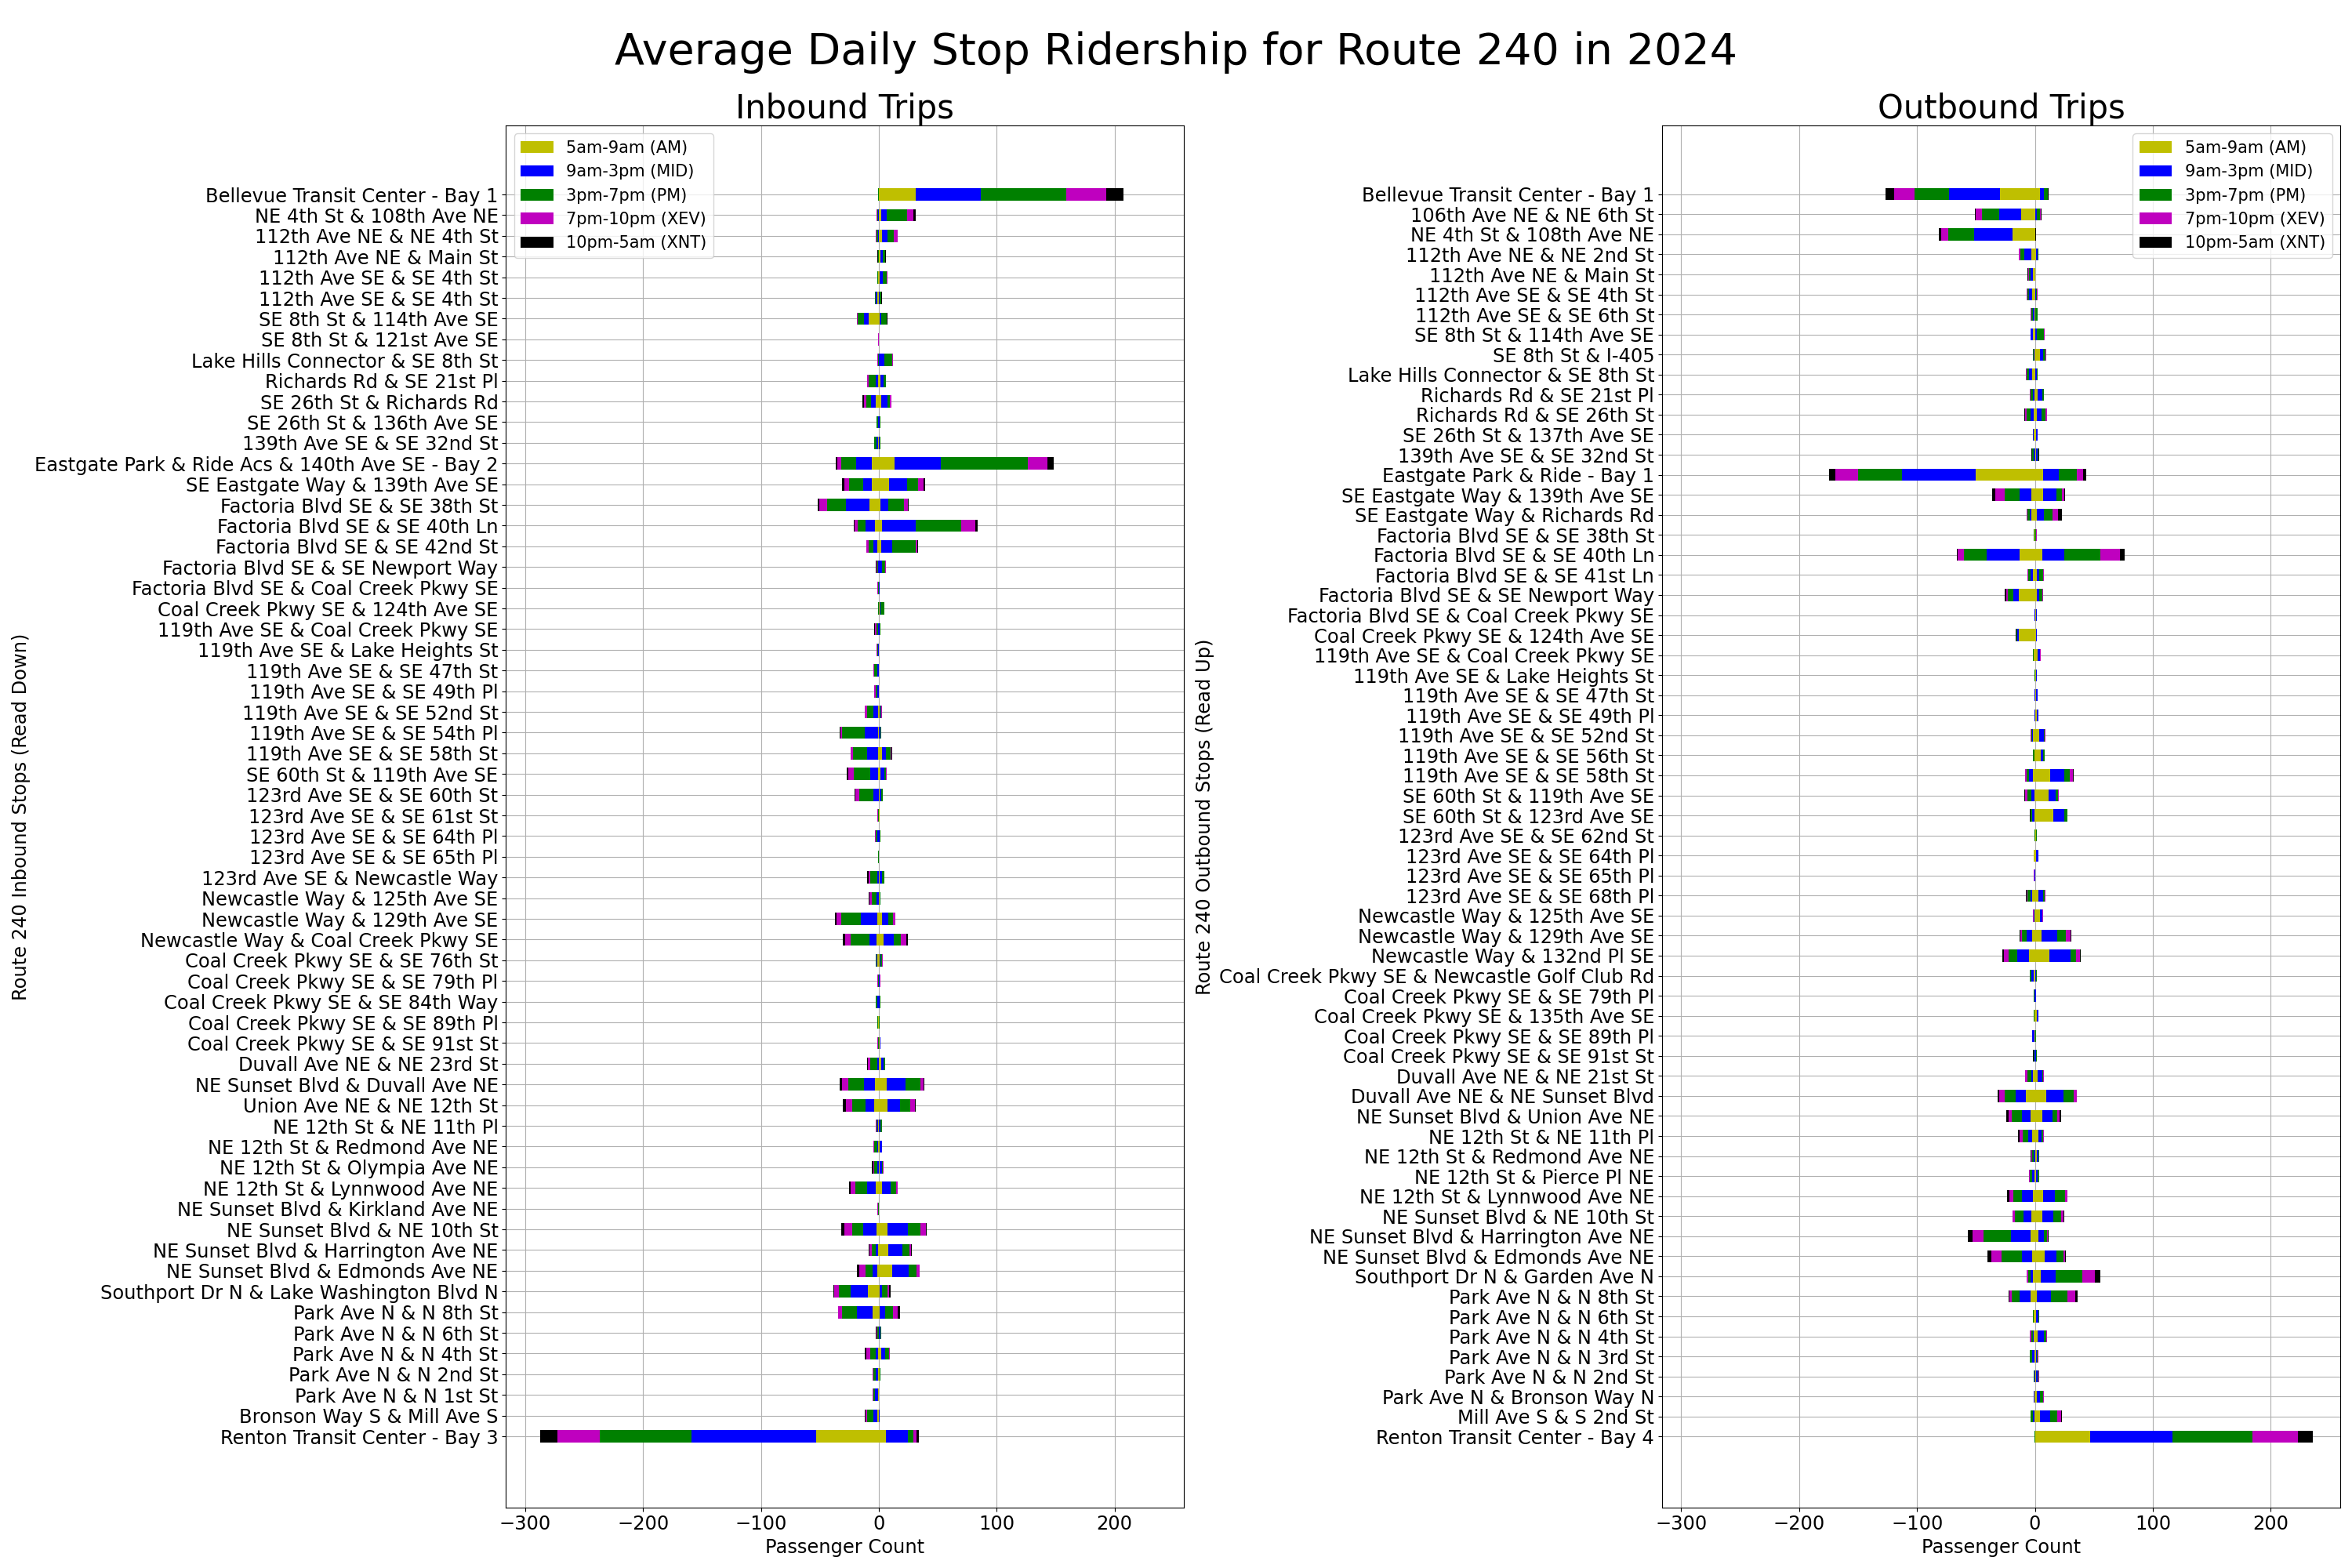 Average Daily Stop Ridership for Route 240 in 2024
Inbound Trips
5am-9am (AM)
9am-3pm (MID)
3pm-7pm (PM)
7pm-10pm (XEV)
10pm-5am (XNT)
Route 240 Inbound Stops (Read Down)
Bellevue Transit Center - Bay 1
NE 4th St & 108th Ave NE
112th Ave NE & NE 4th St
112th Ave NE & Main St
112th Ave SE & SE 4th St
112th Ave SE & SE 4th St
SE 8th St & 114th Ave SE
SE 8th St & 121st Ave SE
Lake Hills Connector & SE 8th St
Richards Rd & SE 21st Pl
SE 26th St & Richards Rd
SE 26th St & 136th Ave SE
139th Ave SE & SE 32nd St
Eastgate Park & Ride Acs & 140th Ave SE - Bay 2
SE Eastgate Way & 139th Ave SE
Factoria Blvd SE & SE 38th St
Factoria Blvd SE & SE 40th Ln
Factoria Blvd SE & SE 42nd St
Factoria Blvd SE & SE Newport Way
Factoria Blvd SE & Coal Creek Pkwy SE
Coal Creek Pkwy SE & 124th Ave SE
119th Ave SE & Coal Creek Pkwy SE
119th Ave SE & Lake Heights St
119th Ave SE & SE 47th St
119th Ave SE & SE 49th Pl
119th Ave SE & SE 52nd St
119th Ave SE & SE 54th Pl
119th Ave SE & SE 58th St
SE 60th St & 119th Ave SE
123rd Ave SE & SE 60th St
123rd Ave SE & SE 61st St
123rd Ave SE & SE 64th Pl
123rd Ave SE & SE 65th Pl
123rd Ave SE & Newcastle Way
Newcastle Way & 125th Ave SE
Newcastle Way & 129th Ave SE
Newcastle Way & Coal Creek Pkwy SE
Coal Creek Pkwy SE & SE 76th St
Coal Creek Pkwy SE & SE 79th Pl
Coal Creek Pkwy SE & SE 84th Way
Coal Creek Pkwy SE & SE 89th Pl
Coal Creek Pkwy SE & SE 91st St
Duvall Ave NE & NE 23rd St
NE Sunset Blvd & Duvall Ave NE
Union Ave NE & NE 12th St
NE 12th St & NE 11th Pl
NE 12th St & Redmond Ave NE
NE 12th St & Olympia Ave NE
NE 12th St & Lynnwood Ave NE
NE Sunset Blvd & Kirkland Ave NE
NE Sunset Blvd & NE 10th St
NE Sunset Blvd & Harrington Ave NE
NE Sunset Blvd & Edmonds Ave NE
Southport Dr N & Lake Washington Blvd N
Park Ave N & N 8th St
Park Ave N & N 6th St
Park Ave N & N 4th St
Park Ave N & N 2nd St
Park Ave N & N 1st St
Bronson Way S & Mill Ave S
Renton Transit Center - Bay 3
−300 −200 −100 0 100 200
Passenger Count
Outbound Trips
5am-9am (AM)
9am-3pm (MID)
3pm-7pm (PM)
7pm-10pm (XEV)
10pm-5am (XNT)
Route 240 Outbound Stops (Read Up)
Bellevue Transit Center - Bay 1
106th Ave NE & NE 6th St
NE 4th St & 108th Ave NE
112th Ave NE & NE 2nd St
112th Ave NE & Main St
112th Ave SE & SE 4th St
112th Ave SE & SE 6th St
SE 8th St & 114th Ave SE
SE 8th St & I-405
Lake Hills Connector & SE 8th St
Richards Rd & SE 21st Pl
Richards Rd & SE 26th St
SE 26th St & 137th Ave SE
139th Ave SE & SE 32nd St
Eastgate Park & Ride - Bay 1
SE Eastgate Way & 139th Ave SE
SE Eastgate Way & Richards Rd
Factoria Blvd SE & SE 38th St
Factoria Blvd SE & SE 40th Ln
Factoria Blvd SE & SE 41st Ln
Factoria Blvd SE & SE Newport Way
Factoria Blvd SE & Coal Creek Pkwy SE
Coal Creek Pkwy SE & 124th Ave SE
119th Ave SE & Coal Creek Pkwy SE
119th Ave SE & Lake Heights St
119th Ave SE & SE 47th St
119th Ave SE & SE 49th Pl
119th Ave SE & SE 52nd St
119th Ave SE & SE 56th St
119th Ave SE & SE 58th St
SE 60th St & 119th Ave SE
SE 60th St & 123rd Ave SE
123rd Ave SE & SE 62nd St
123rd Ave SE & SE 64th Pl
123rd Ave SE & SE 65th Pl
123rd Ave SE & SE 68th Pl
Newcastle Way & 125th Ave SE
Newcastle Way & 129th Ave SE
Newcastle Way & 132nd Pl SE
Coal Creek Pkwy SE & Newcastle Golf Club Rd
Coal Creek Pkwy SE & SE 79th Pl
Coal Creek Pkwy SE & 135th Ave SE
Coal Creek Pkwy SE & SE 89th Pl
Coal Creek Pkwy SE & SE 91st St
Duvall Ave NE & NE 21st St
Duvall Ave NE & NE Sunset Blvd
NE Sunset Blvd & Union Ave NE
NE 12th St & NE 11th Pl
NE 12th St & Redmond Ave NE
NE 12th St & Pierce Pl NE
NE 12th St & Lynnwood Ave NE
NE Sunset Blvd & NE 10th St
NE Sunset Blvd & Harrington Ave NE
NE Sunset Blvd & Edmonds Ave NE
Southport Dr N & Garden Ave N
Park Ave N & N 8th St
Park Ave N & N 6th St
Park Ave N & N 4th St
Park Ave N & N 3rd St
Park Ave N & N 2nd St
Park Ave N & Bronson Way N
Mill Ave S & S 2nd St
Renton Transit Center - Bay 4
−300 −200 −100 0 100 200
Passenger Count